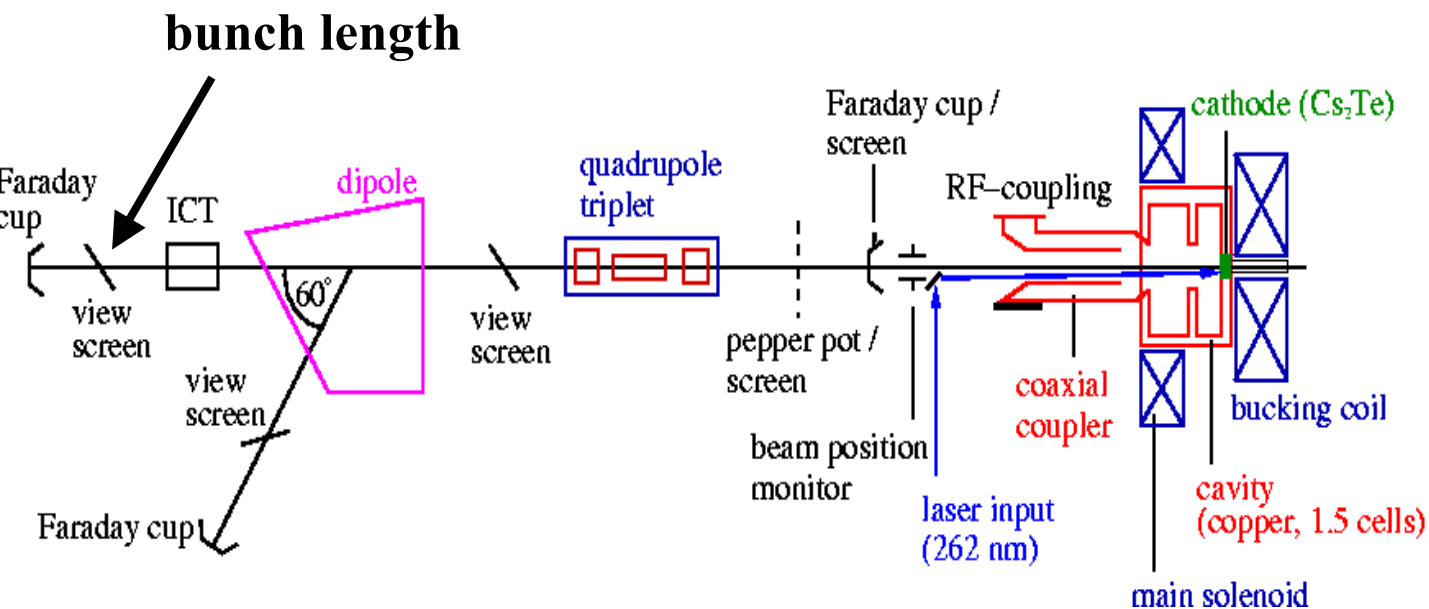 bunch length
Faraday cup /
screen
cathode (Cs₂Te)
quadrupole
triplet
Faraday
cup
dipole
RF–coupling
ICT
60°
view
screen
view
screen
pepper pot /
screen
view
screen
coaxial
coupler
bucking coil
beam position
monitor
cavity
(copper, 1.5 cells)
laser input
(262 nm)
Faraday cup
main solenoid